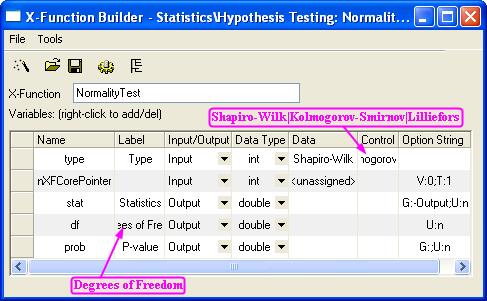 X-Function Builder - Statistics\Hypothesis Testing: Normalit...
File Tools
X-Function NormalityTest
Variables: (right-click to add/del)
Shapiro-Wilk|Kolmogorov-Smirnov|Lilliefors
Name Label Input/Output Data Type Data Control Option String
type Type Input int Shapiro-Wilk nogorov
nXFCorePointer Input int <unassigned> V:0;T:1
stat Statistics Output double G:-Output;U:n
df ees of Fre Output double U:n
prob P-value Output double G:;U:n
Degrees of Freedom